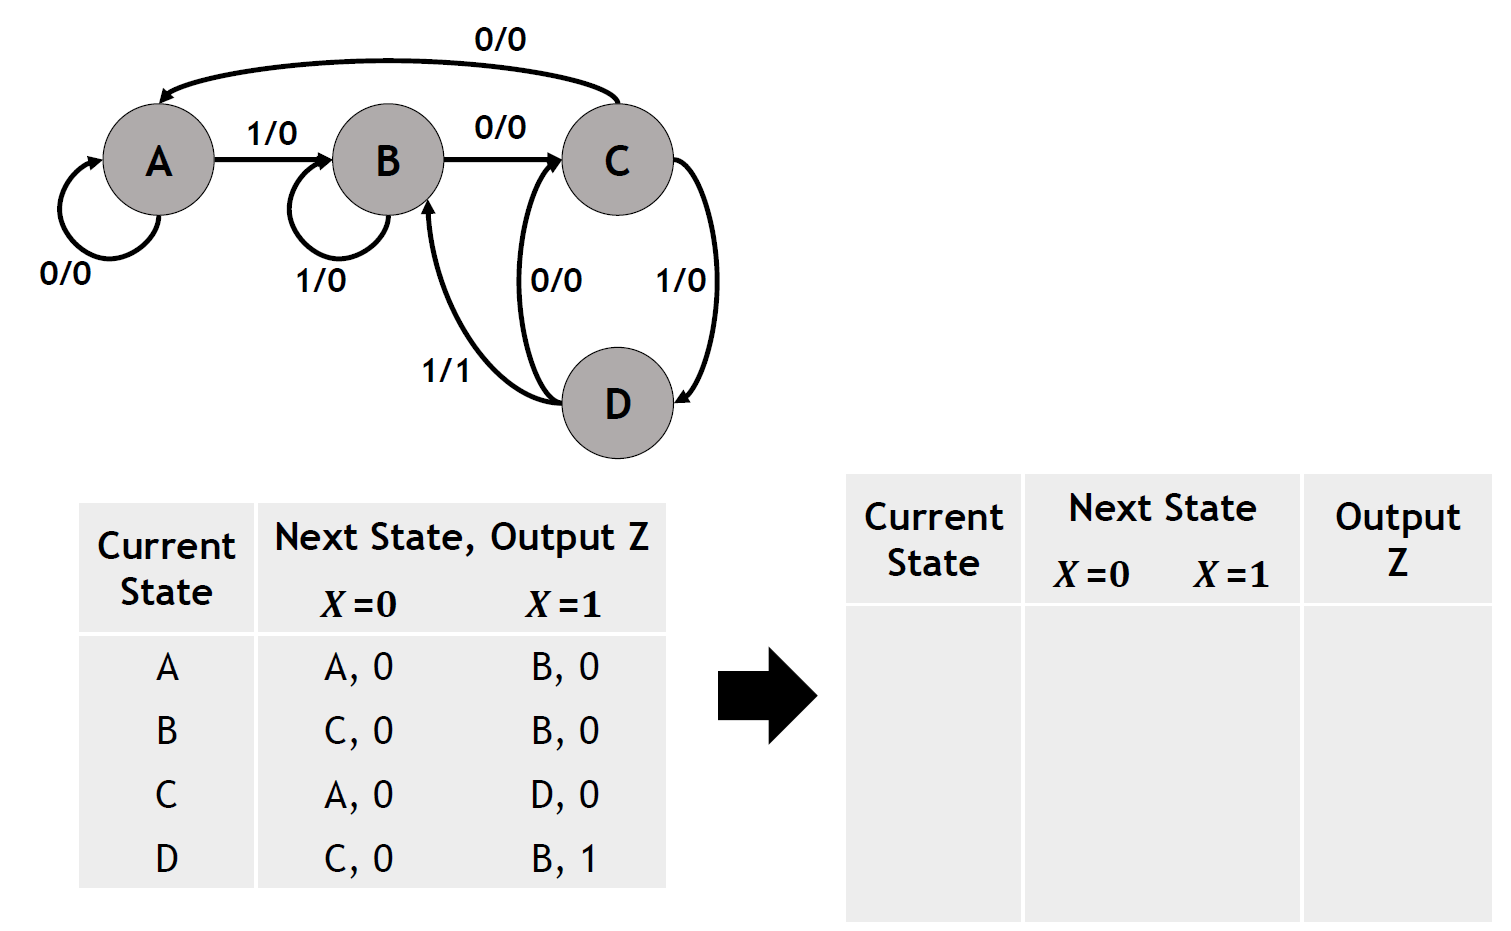 0/0
1/0
0/0
A
B
C
0/0
1/0
0/0
1/0
1/1
D
Current
State
Next State, Output Z
X=0 X=1
A A, 0 B, 0
B C, 0 B, 0
C A, 0 D, 0
D C, 0 B, 1
Current
State
Next State
X=0 X=1
Output
Z